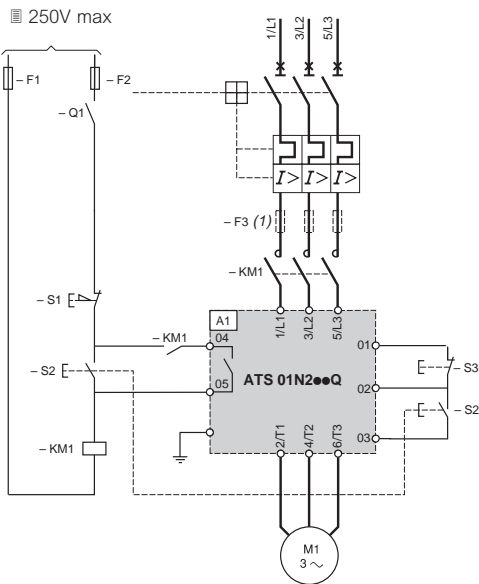 250V max
1/L1 3/L2 5/L3
– F1 – F2
– Q1
I> I> I>
– F3 (1)
– KM1
– S1
A1
1/L1 3/L2 5/L3
– KM1 04 01
– S3
– S2 05 ATS 01N2●●Q 02
– S2
– KM1 03
2/T1 4/T2 6/T3
M1
3 ~